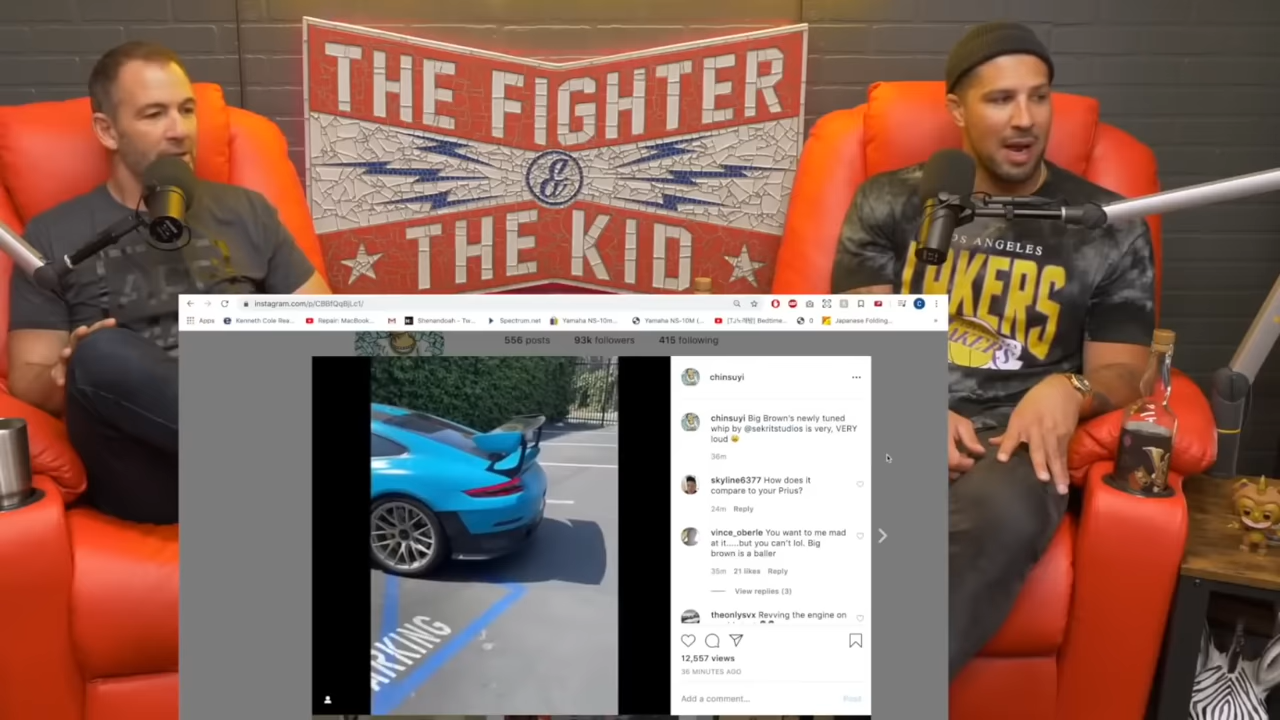 THE FIGHTER
&
THE KID
LOS ANGELES
LAKERS
LAKERS
instagram.com/p/CBBfQqBjLc1/
Apps
Kenneth Cole Rea...
Repair: MacBook...
Shenandoah - Tw...
Spectrum.net
Yamaha NS-10m...
Yamaha NS-10M (...
Bedtime...
0
Japanese Folding...
»
556 posts
93k followers
415 following
chinsuyi
chinsuyi Big Brown's newly tuned
whip by @sekritstudios is very, VERY
loud 😅
36m
skyline6377 How does it
compare to your Prius?
24m Reply
vince_oberle You want to me mad
at it.....but you can't lol. Big
brown is a baller
35m 21 likes Reply
View replies (3)
theonlysvx Revving the engine on
12,557 views
36 MINUTES AGO
Add a comment...
Post
ARKING